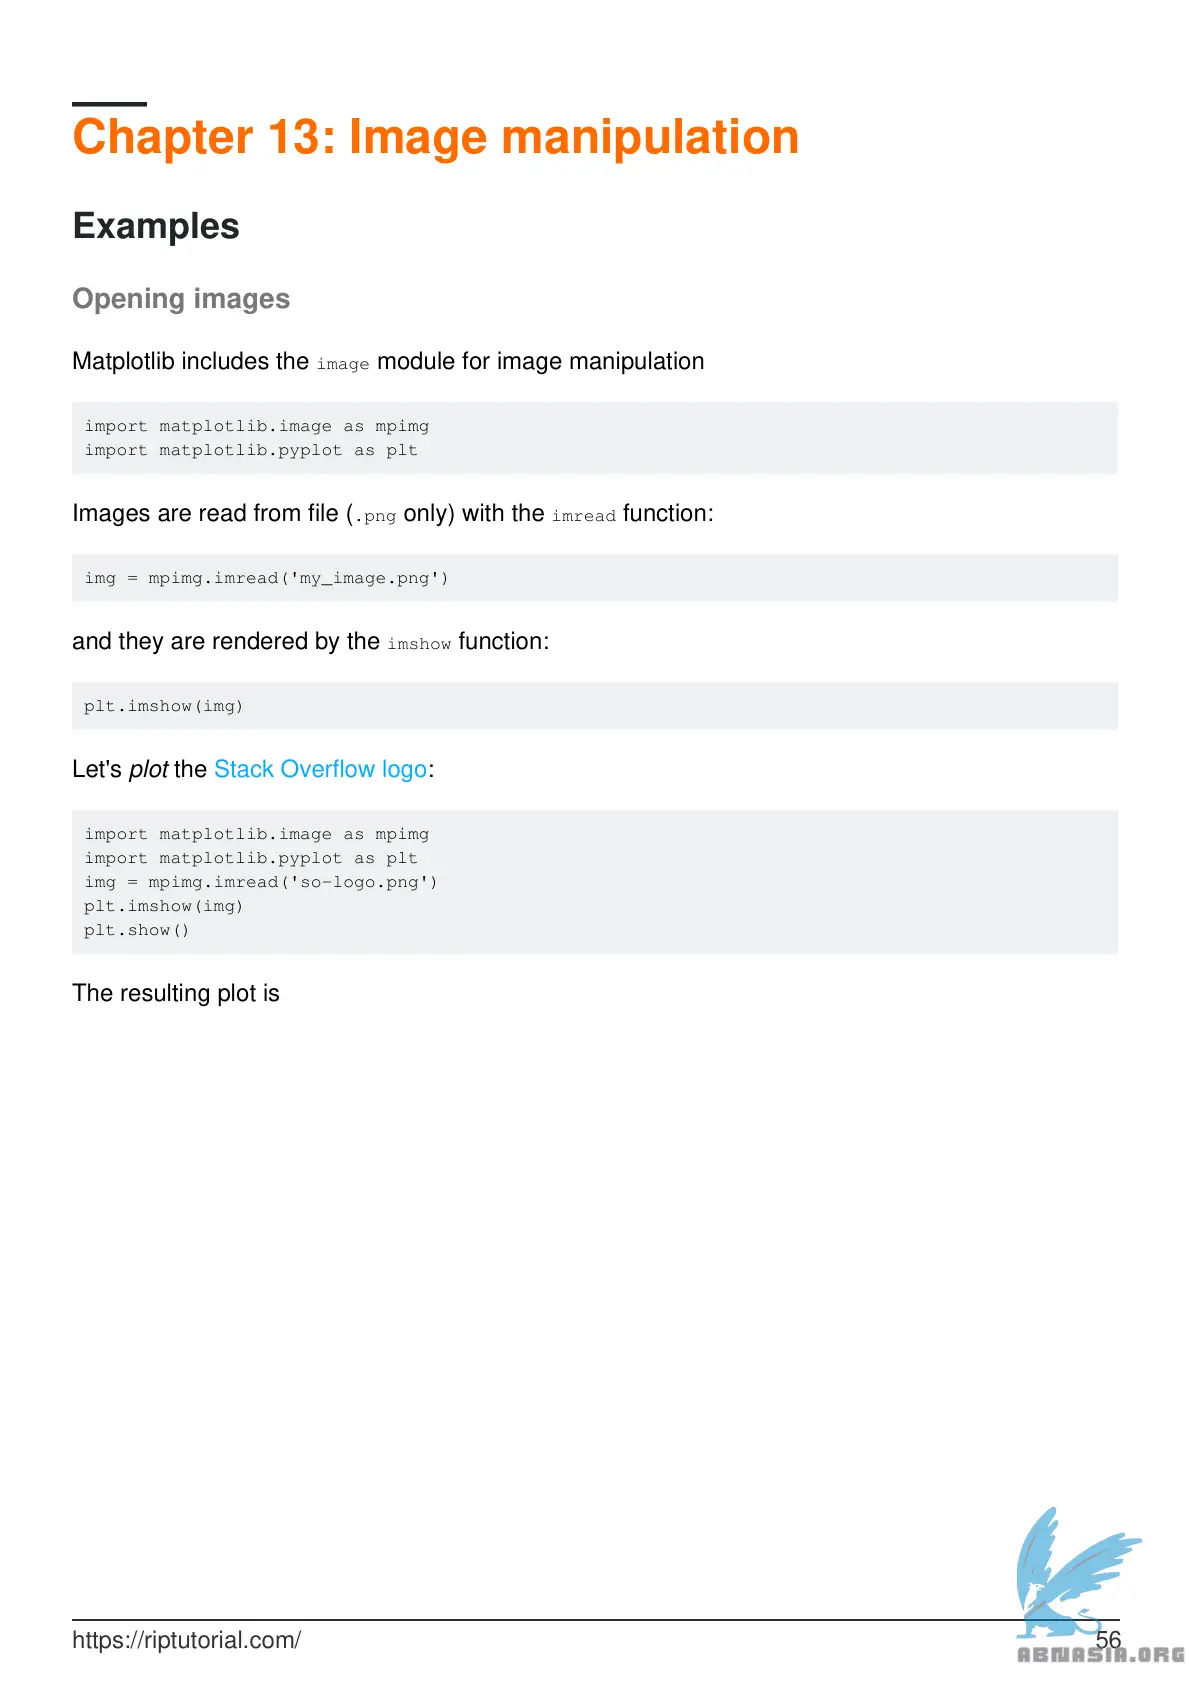 Chapter 13: Image manipulation
Examples
Opening images
Matplotlib includes the image module for image manipulation
import matplotlib.image as mpimg
import matplotlib.pyplot as plt
Images are read from file (.png only) with the imread function:
img = mpimg.imread('my_image.png')
and they are rendered by the imshow function:
plt.imshow(img)
Let's plot the Stack Overflow logo:
import matplotlib.image as mpimg
import matplotlib.pyplot as plt
img = mpimg.imread('so-logo.png')
plt.imshow(img)
plt.show()
The resulting plot is
https://riptutorial.com/ 56
ABNASIA.ORG